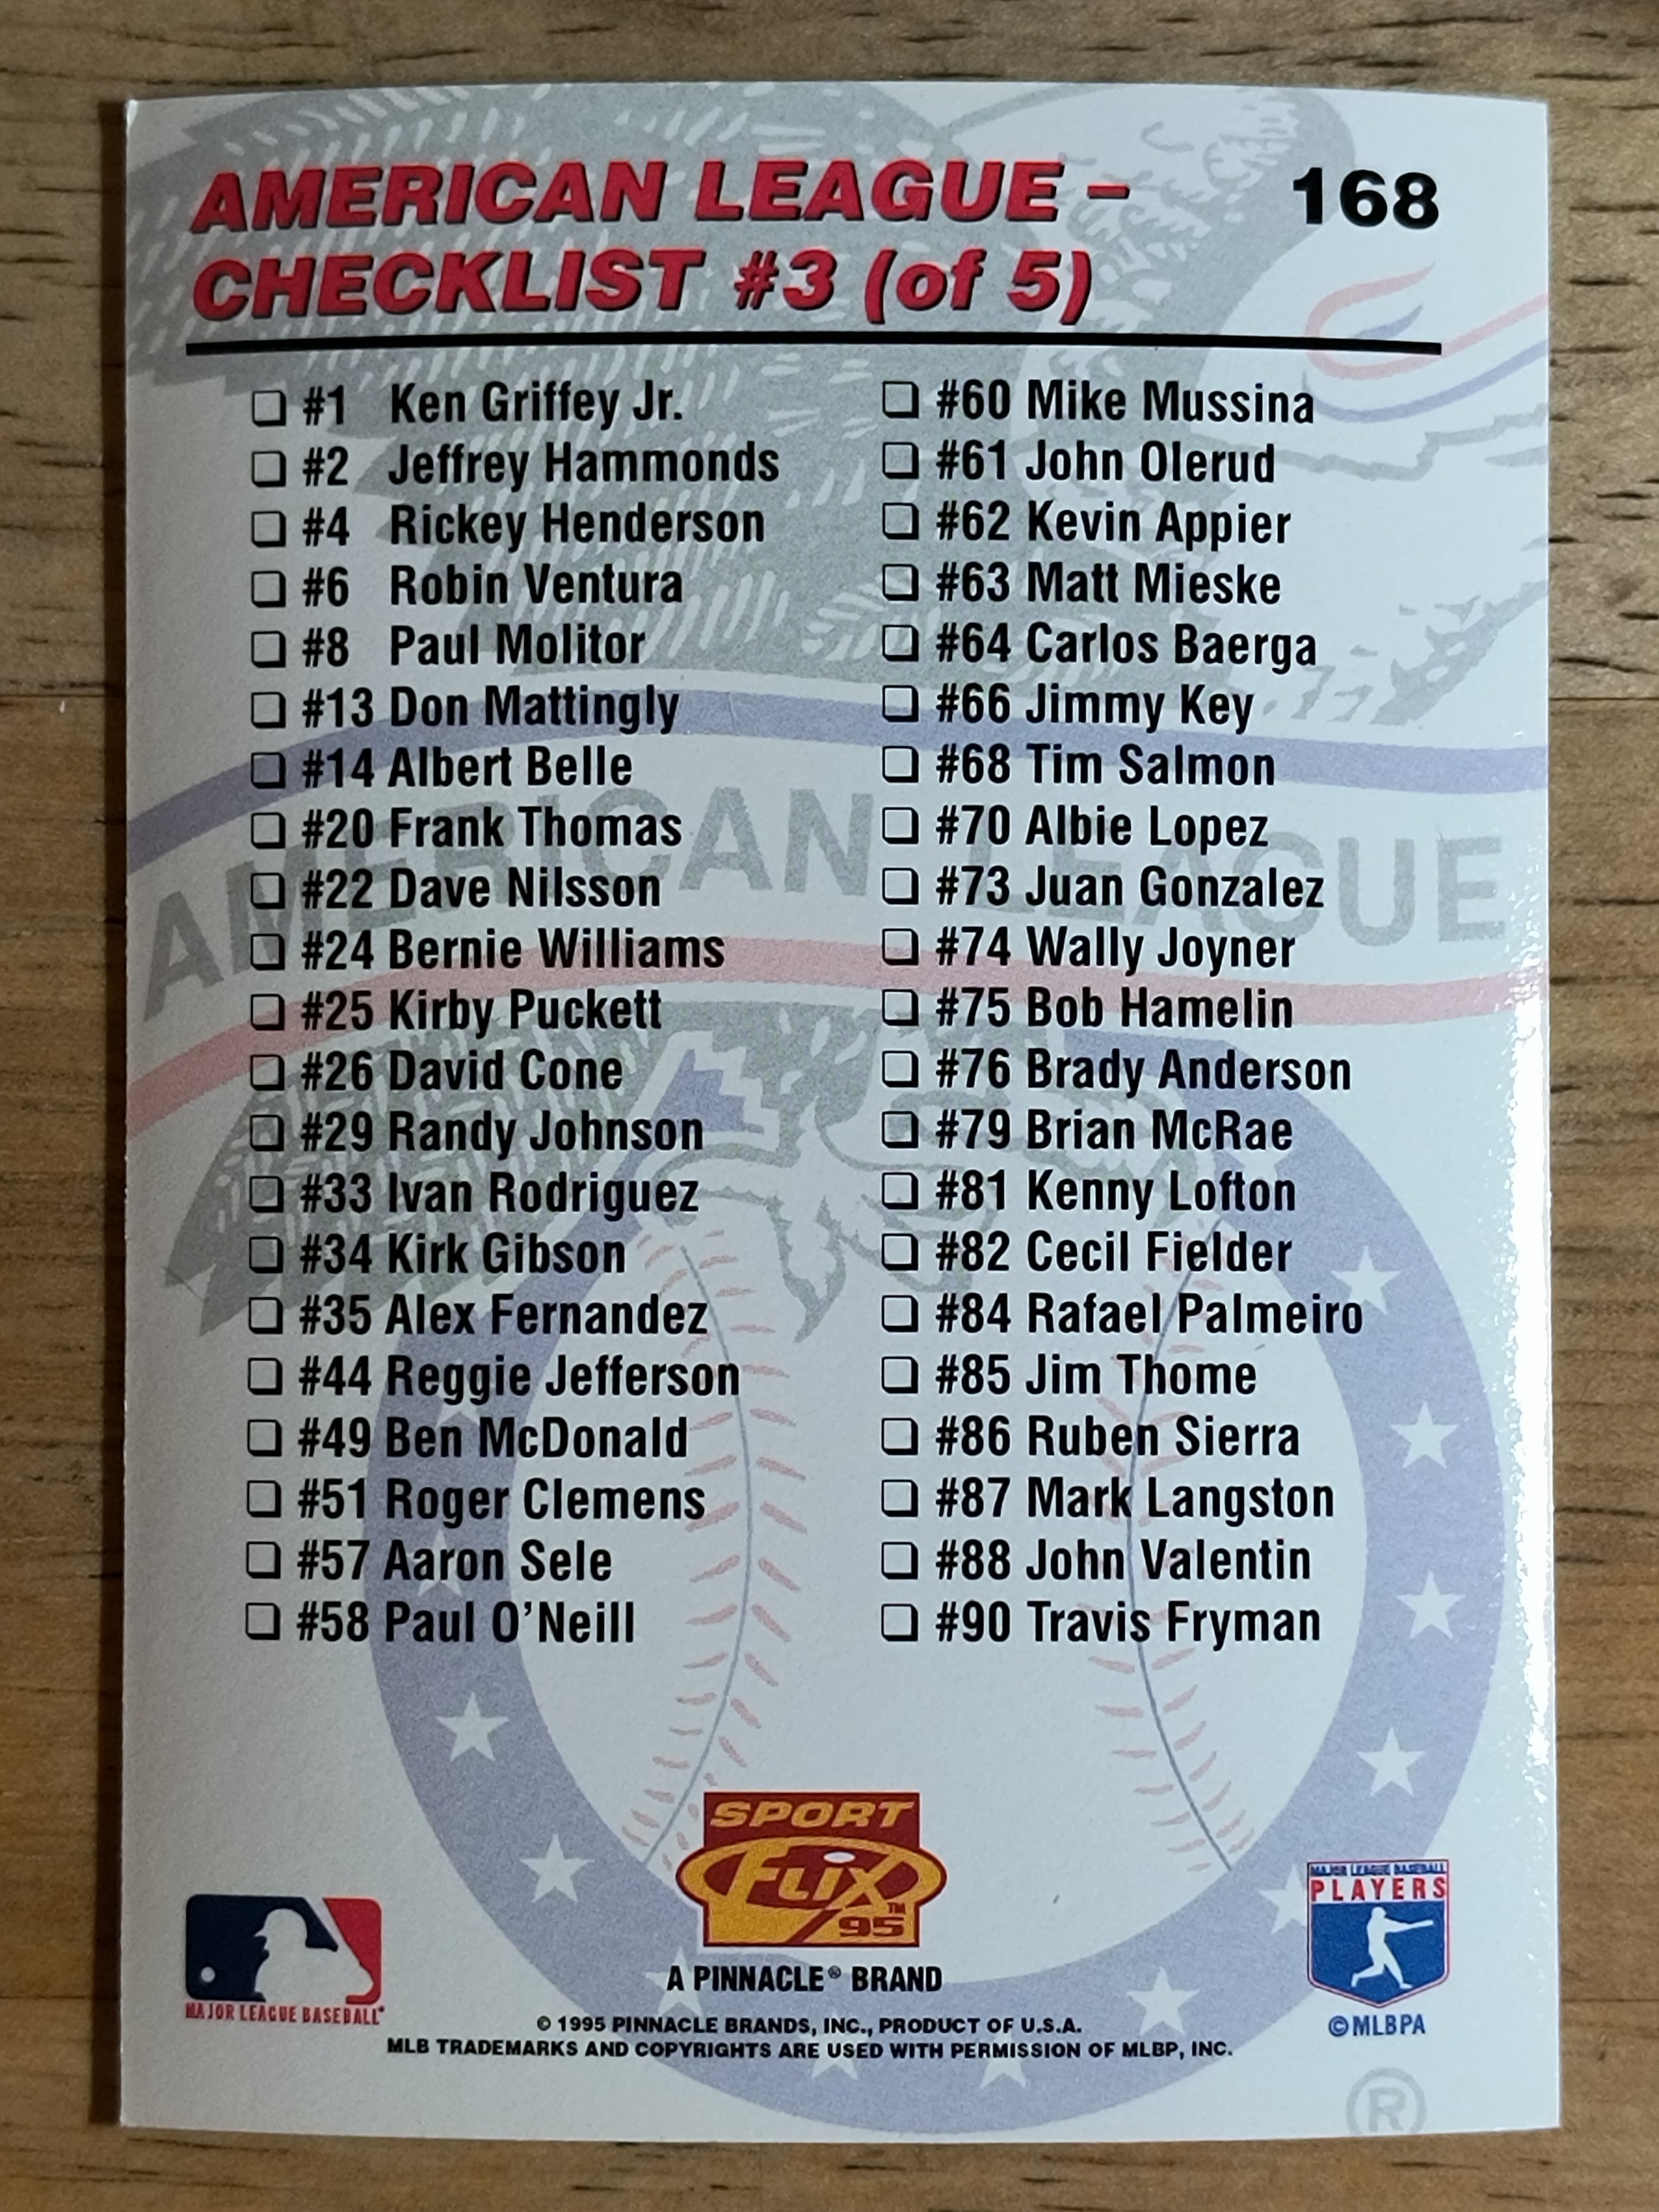 AMERICAN LEAGUE –
CHECKLIST #3 (of 5)
168
#1 Ken Griffey Jr.
#2 Jeffrey Hammonds
#4 Rickey Henderson
#6 Robin Ventura
#8 Paul Molitor
#13 Don Mattingly
#14 Albert Belle
#20 Frank Thomas
#22 Dave Nilsson
#24 Bernie Williams
#25 Kirby Puckett
#26 David Cone
#29 Randy Johnson
#33 Ivan Rodriguez
#34 Kirk Gibson
#35 Alex Fernandez
#44 Reggie Jefferson
#49 Ben McDonald
#51 Roger Clemens
#57 Aaron Sele
#58 Paul O'Neill
#60 Mike Mussina
#61 John Olerud
#62 Kevin Appier
#63 Matt Mieske
#64 Carlos Baerga
#66 Jimmy Key
#68 Tim Salmon
#70 Albie Lopez
#73 Juan Gonzalez
#74 Wally Joyner
#75 Bob Hamelin
#76 Brady Anderson
#79 Brian McRae
#81 Kenny Lofton
#82 Cecil Fielder
#84 Rafael Palmeiro
#85 Jim Thome
#86 Ruben Sierra
#87 Mark Langston
#88 John Valentin
#90 Travis Fryman
AMERICAN LEAGUE
SPORT
FLIX™
95
A PINNACLE® BRAND
MAJOR LEAGUE BASEBALL®
© 1995 PINNACLE BRANDS, INC., PRODUCT OF U.S.A.
MLB TRADEMARKS AND COPYRIGHTS ARE USED WITH PERMISSION OF MLBP, INC.
MAJOR LEAGUE BASEBALL
PLAYERS
©MLBPA
®